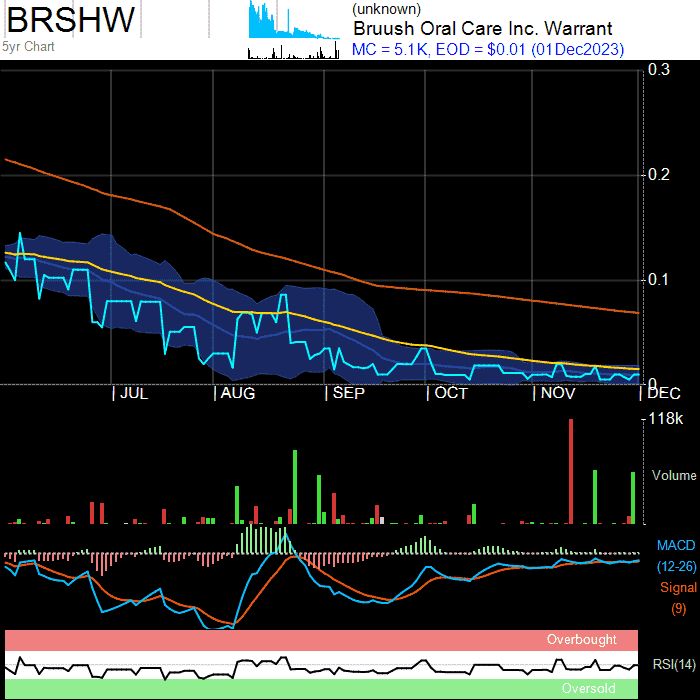 BRSHW
5yr Chart
(unknown)
Bruush Oral Care Inc. Warrant
MC = 5.1K, EOD = $0.01 (01Dec2023)
0.3
0.2
0.1
0
JUL AUG SEP OCT NOV DEC
118k
Volume
MACD
(12-26)
Signal
(9)
Overbought
RSI(14)
Oversold